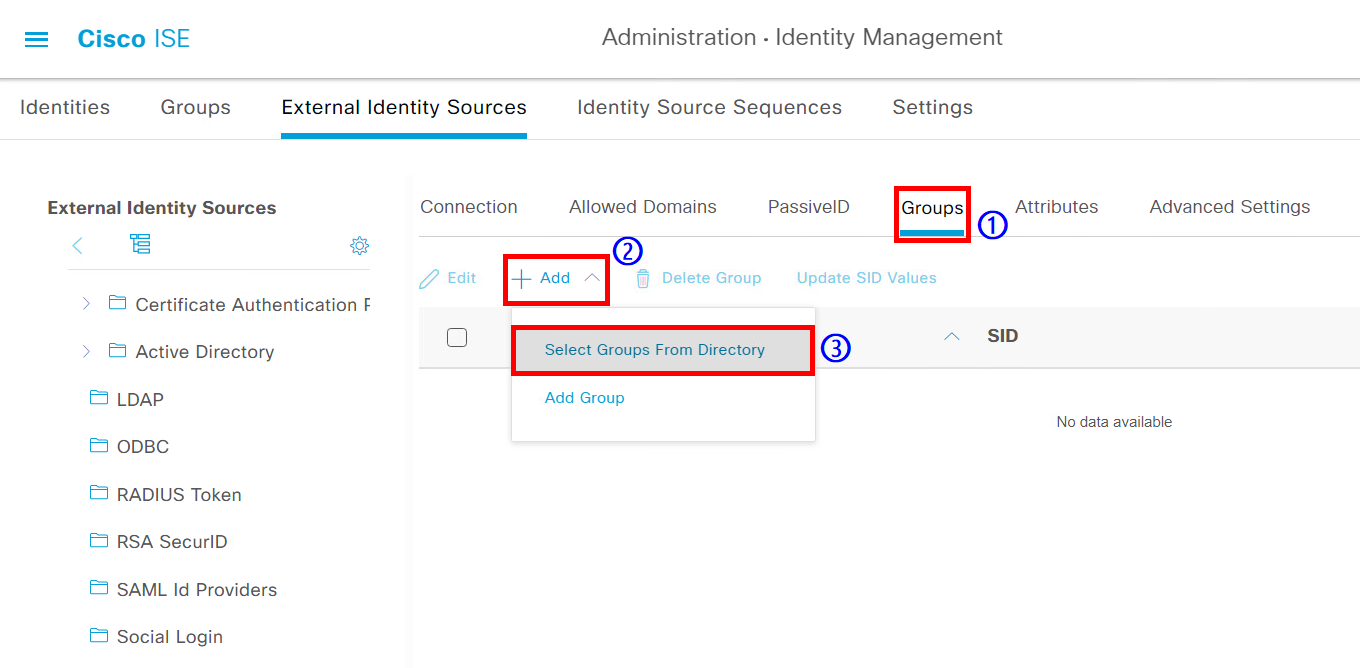 Cisco ISE
Administration · Identity Management
Identities Groups External Identity Sources Identity Source Sequences Settings
External Identity Sources
Certificate Authentication F
Active Directory
LDAP
ODBC
RADIUS Token
RSA SecurID
SAML Id Providers
Social Login
Connection Allowed Domains PassiveID Groups ① Attributes Advanced Settings
Edit Add ② Delete Group Update SID Values
SID
Select Groups From Directory ③
Add Group
No data available